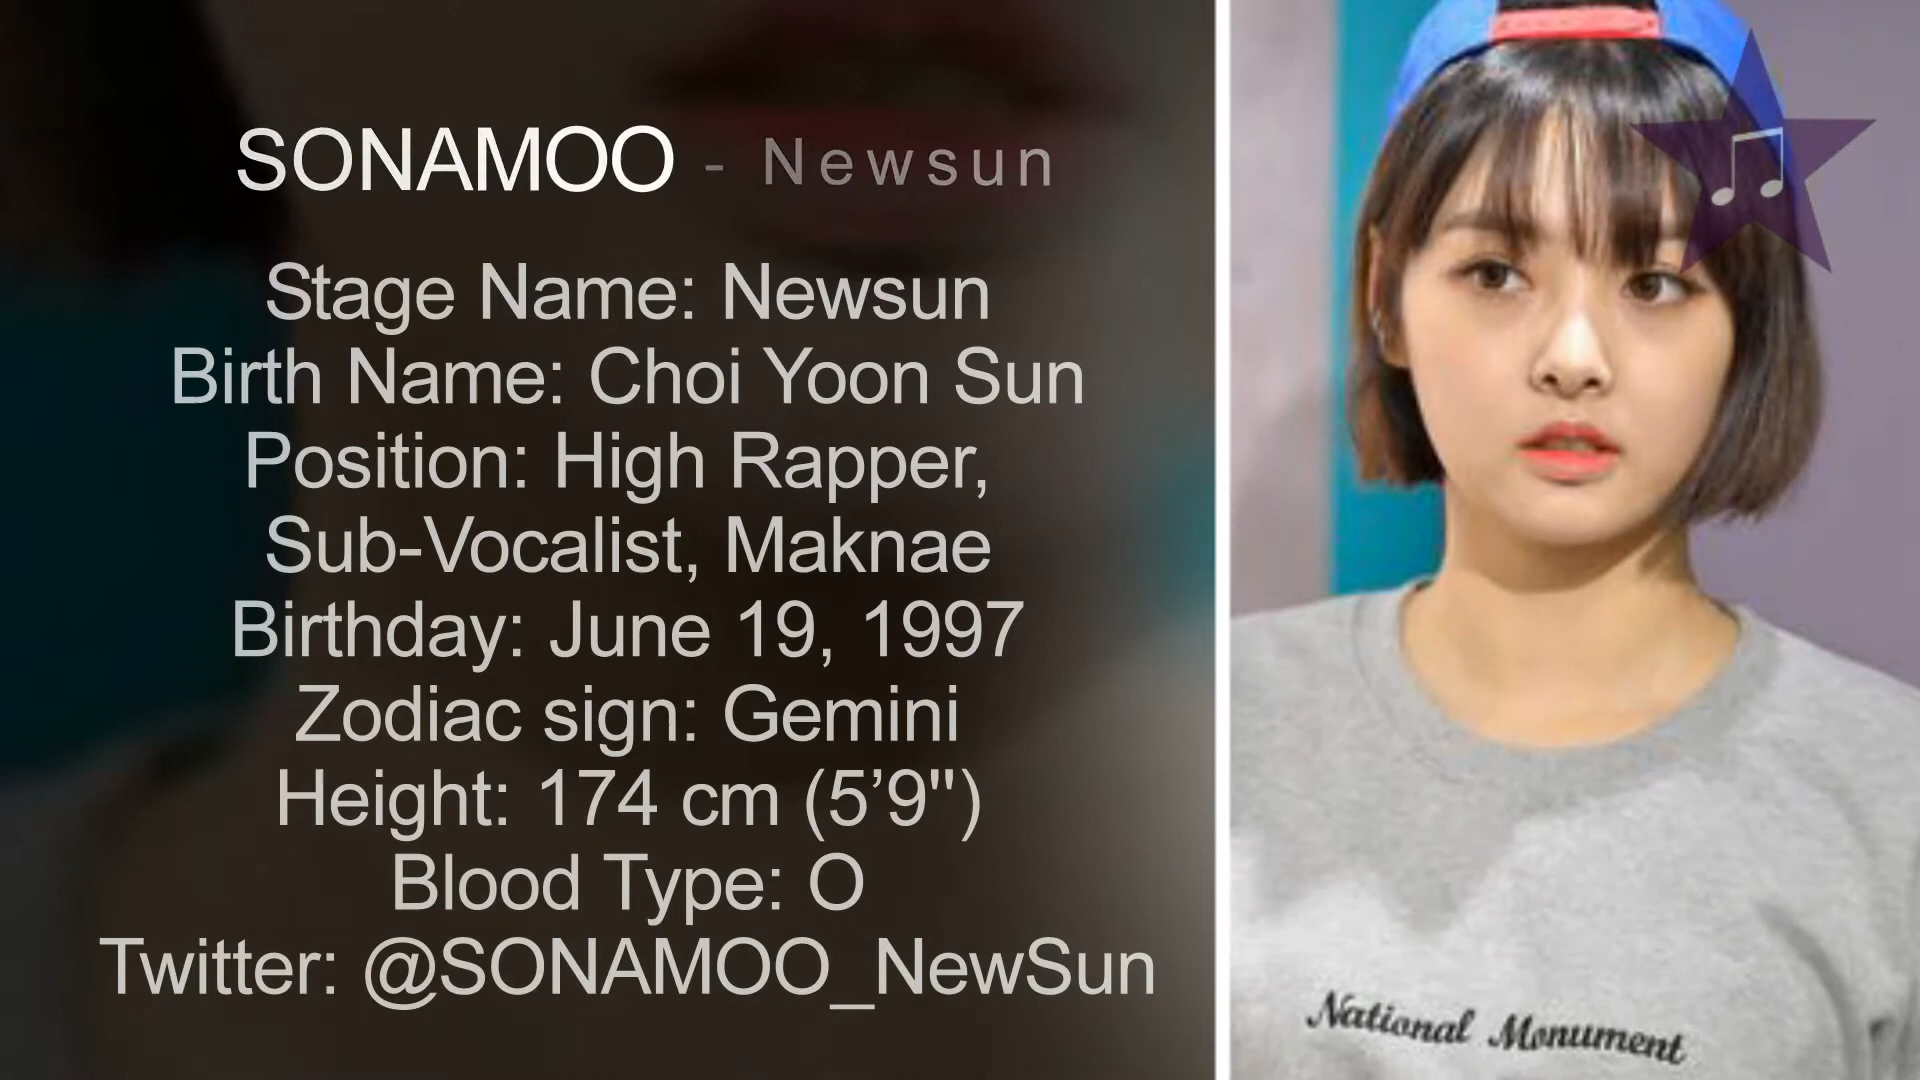 SONAMOO - Newsun
Stage Name: Newsun
Birth Name: Choi Yoon Sun
Position: High Rapper,
Sub-Vocalist, Maknae
Birthday: June 19, 1997
Zodiac sign: Gemini
Height: 174 cm (5’9")
Blood Type: O
Twitter: @SONAMOO_NewSun
National Monument